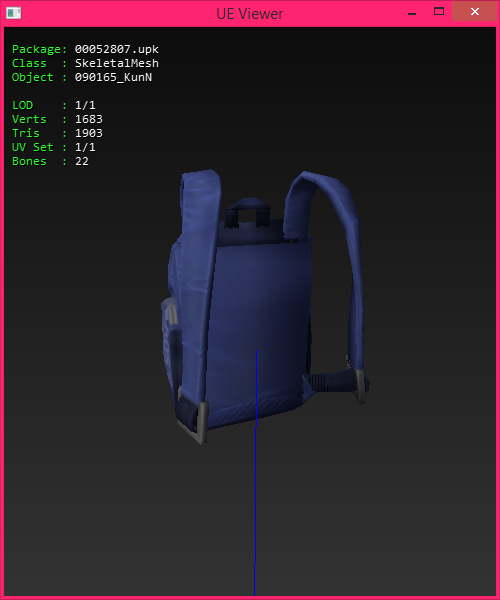 UE Viewer
Package: 00052807.upk
Class  : SkeletalMesh
Object : 090165_KunN
LOD    : 1/1
Verts  : 1683
Tris   : 1903
UV Set : 1/1
Bones  : 22